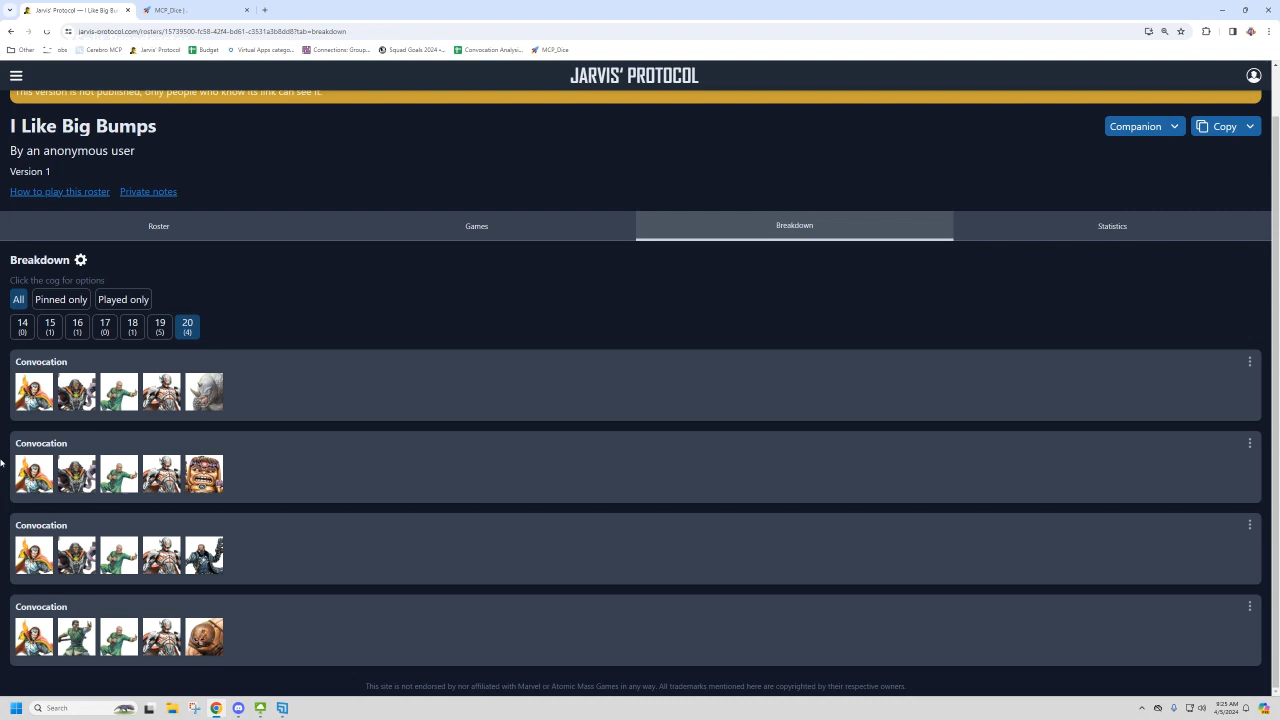 Jarvis' Protocol — I Like Big Bum
MCP_Dice |
jarvis-protocol.com/rosters/15739500-fc58-42f4-bd61-c3531a3b8dd8?tab=breakdown
Other obs Cerebro MCP Jarvis' Protocol Budget Virtual Apps catego... Connections: Group... Squad Goals 2024 -... Convocation Analysi... MCP_Dice
JARVIS' PROTOCOL
This version is not published, only people who know its link can see it.
I Like Big Bumps
Companion Copy
By an anonymous user
Version 1
How to play this roster Private notes
Roster Games Breakdown Statistics
Breakdown
Click the cog for options
All Pinned only Played only
14 15 16 17 18 19 20
(0) (1) (1) (0) (1) (5) (4)
Convocation
Convocation
Convocation
Convocation
This site is not endorsed by nor affiliated with Marvel or Atomic Mass Games in any way. All trademarks mentioned here are copyrighted by their respective owners.
Search
9:25 AM
4/5/2024